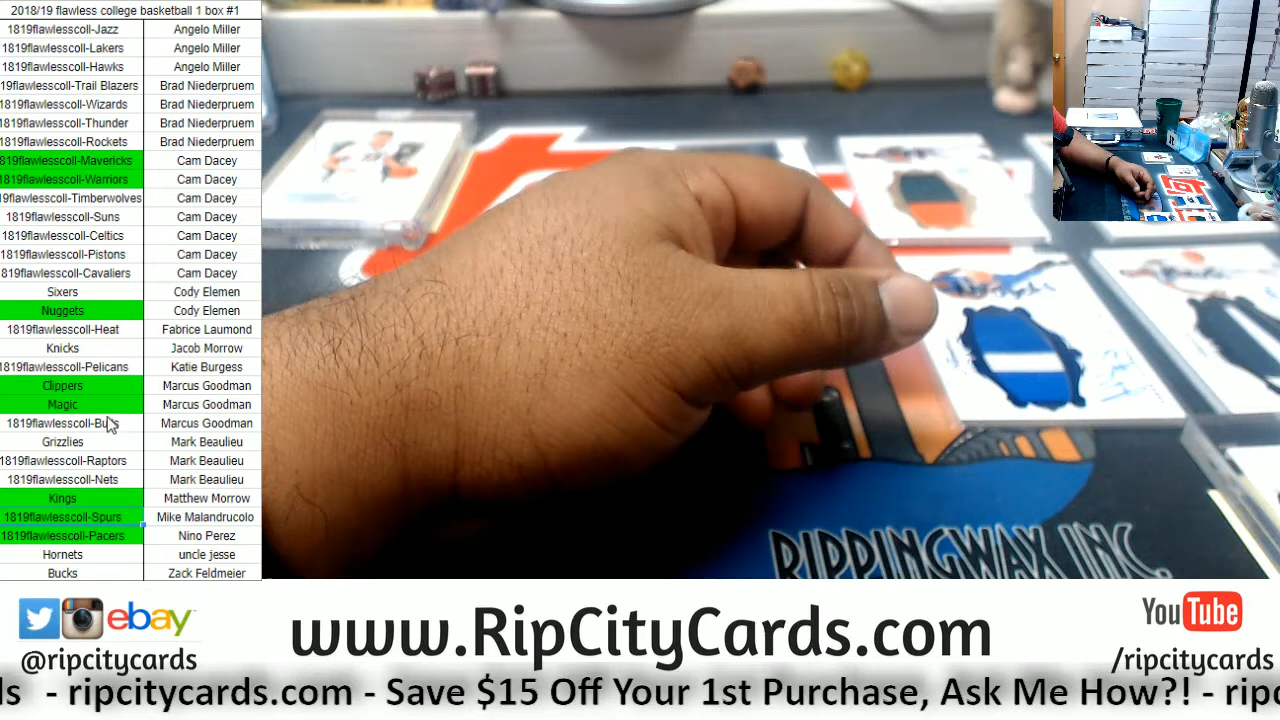 2018/19 flawless college basketball 1 box #1
1819flawlesscoll-Jazz Angelo Miller
1819flawlesscoll-Lakers Angelo Miller
1819flawlesscoll-Hawks Angelo Miller
19flawlesscoll-Trail Blazers Brad Niederpruem
1819flawlesscoll-Wizards Brad Niederpruem
1819flawlesscoll-Thunder Brad Niederpruem
1819flawlesscoll-Rockets Brad Niederpruem
1819flawlesscoll-Mavericks Cam Dacey
1819flawlesscoll-Warriors Cam Dacey
19flawlesscoll-Timberwolves Cam Dacey
1819flawlesscoll-Suns Cam Dacey
1819flawlesscoll-Celtics Cam Dacey
1819flawlesscoll-Pistons Cam Dacey
1819flawlesscoll-Cavaliers Cam Dacey
Sixers Cody Elemen
Nuggets Cody Elemen
1819flawlesscoll-Heat Fabrice Laumond
Knicks Jacob Morrow
1819flawlesscoll-Pelicans Katie Burgess
Clippers Marcus Goodman
Magic Marcus Goodman
1819flawlesscoll-Bulls Marcus Goodman
Grizzlies Mark Beaulieu
1819flawlesscoll-Raptors Mark Beaulieu
1819flawlesscoll-Nets Mark Beaulieu
Kings Matthew Morrow
1819flawlesscoll-Spurs Mike Malandrucolo
1819flawlesscoll-Pacers Nino Perez
Hornets uncle jesse
Bucks Zack Feldmeier
RIPPINGWAX INC.
ebay
@ripcitycards
www.RipCityCards.com
YouTube
/ripcitycards
ds - ripcitycards.com - Save $15 Off Your 1st Purchase, Ask Me How?! - ripc